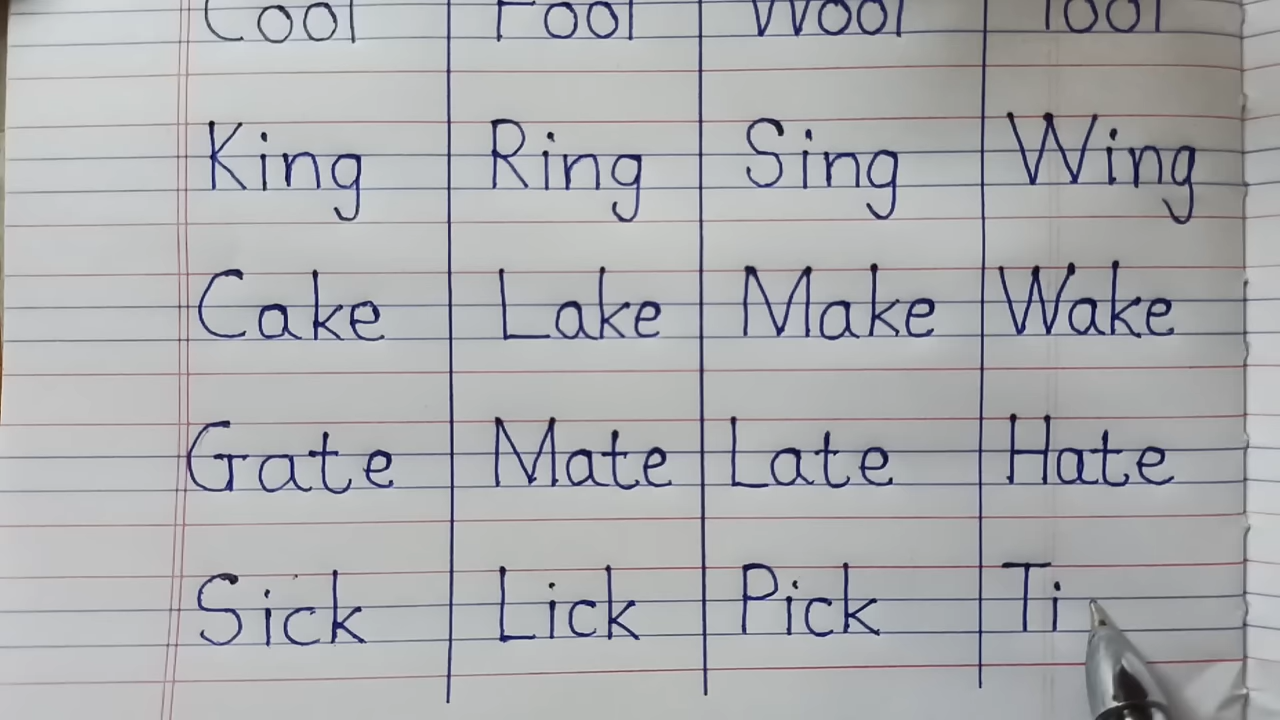 Cool Fool Wool Tool
King Ring Sing Wing
Cake Lake Make Wake
Gate Mate Late Hate
Sick Lick Pick Ti